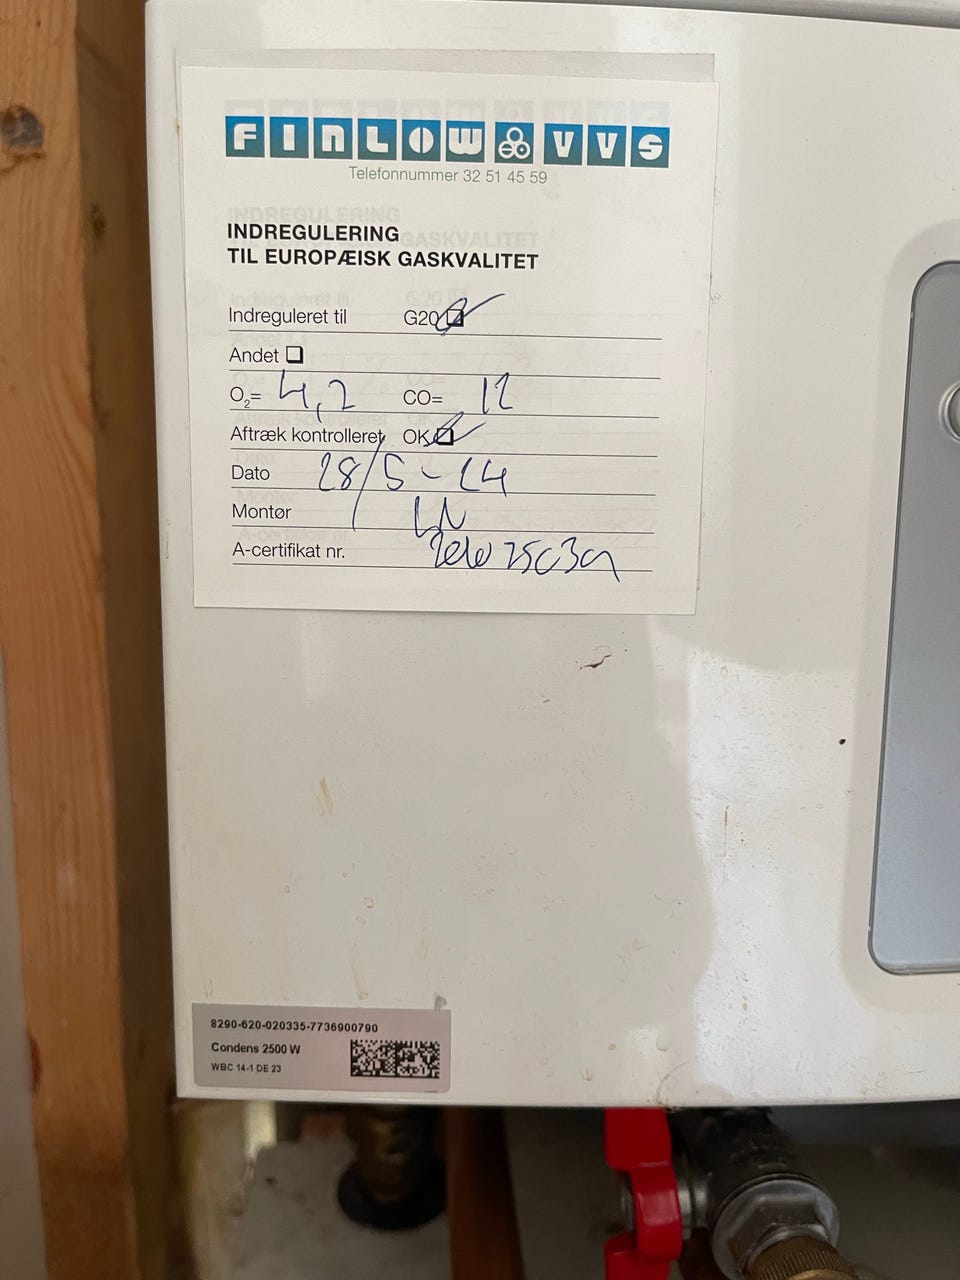 FINLOW VVS
Telefonnummer 32 51 45 59
INDREGULERING
TIL EUROPÆISK GASKVALITET
Indreguleret til G20
Andet
O₂= 4,2 CO= 12
Aftræk kontrolleret OK
Dato 28/5-24
Montør LN
A-certifikat nr.
8290-620-020335-7736900790
Condens 2500 W
WBC 14-1 DE 23